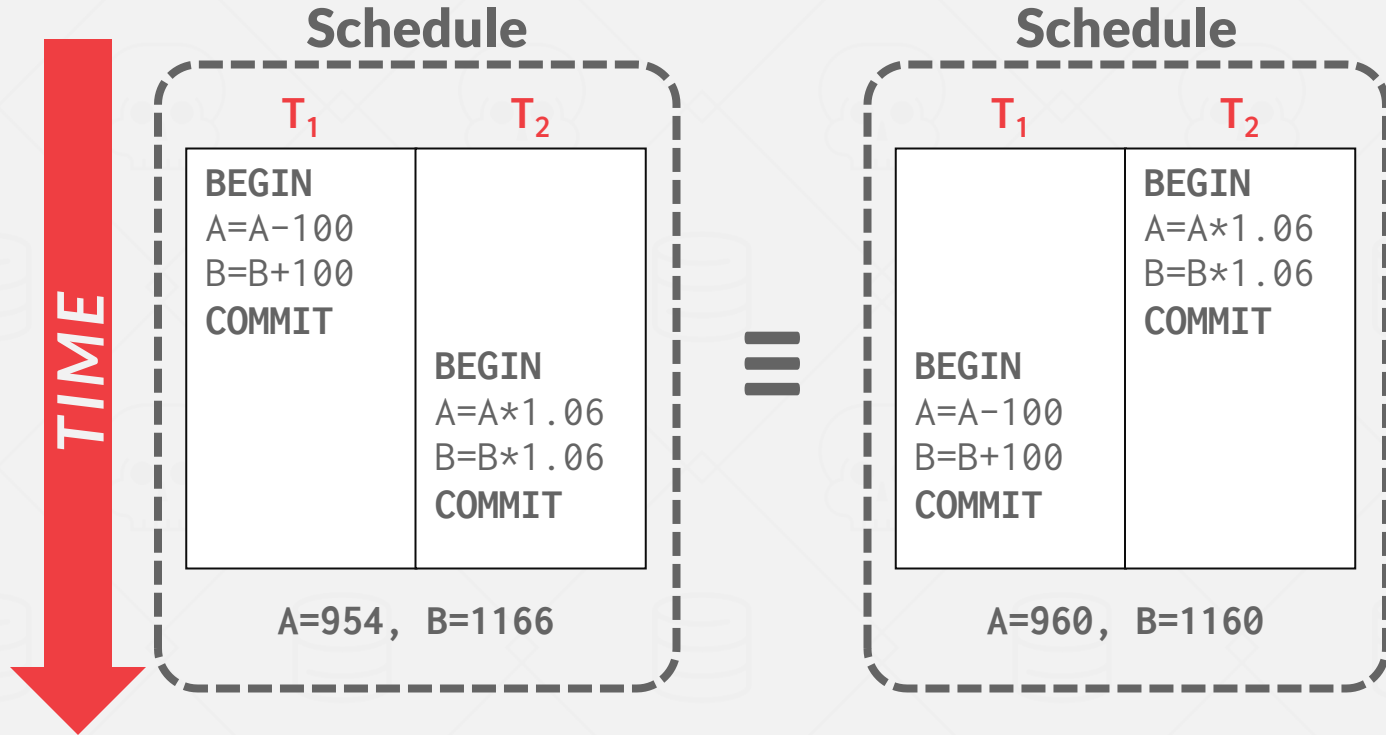 Schedule
TIME
T₁ T₂
BEGIN
A=A-100
B=B+100
COMMIT
BEGIN
A=A*1.06
B=B*1.06
COMMIT
A=954, B=1166
≡
Schedule
T₁ T₂
BEGIN
A=A*1.06
B=B*1.06
COMMIT
BEGIN
A=A-100
B=B+100
COMMIT
A=960, B=1160